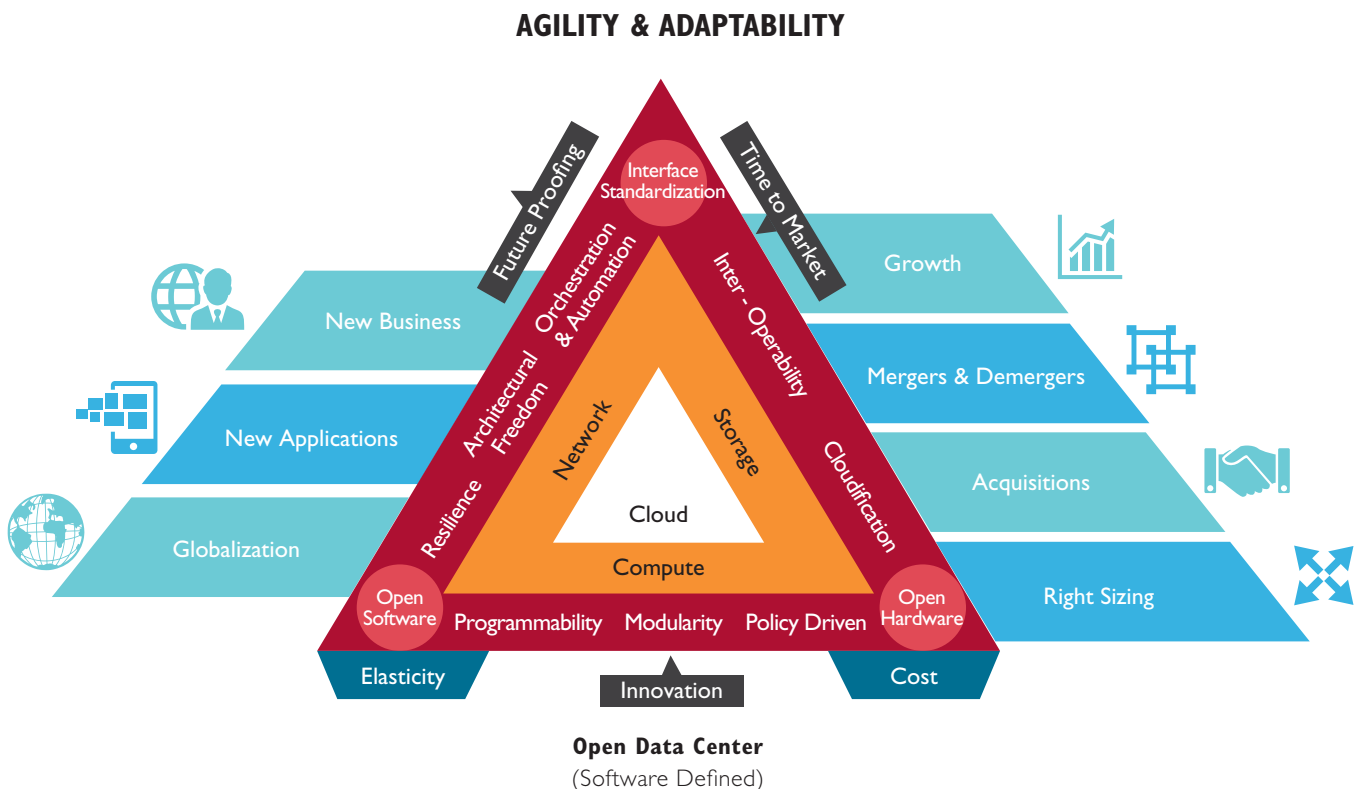 AGILITY & ADAPTABILITY
Interface
Standardization
Future Proofing
Time to Market
Orchestration
& Automation
Inter - Operability
Growth
New Business
Mergers & Demergers
Architectural
Freedom
Network
Storage
New Applications
Cloudification
Acquisitions
Resilience
Cloud
Globalization
Compute
Open
Software
Programmability Modularity Policy Driven
Open
Hardware
Right Sizing
Elasticity
Innovation
Cost
Open Data Center
(Software Defined)